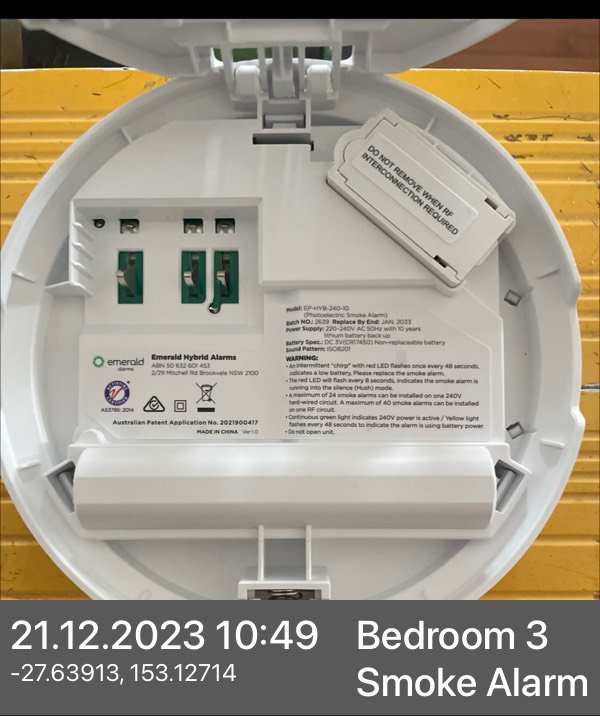 DO NOT REMOVE WHEN RF
INTERCONNECTION REQUIRED
Model: EP-HYB-240-10
(Photoelectric Smoke Alarm)
Batch NO.: 2639 Replace By End: JAN. 2033
Power Supply: 220-240V AC 50Hz with 10 years
lithium battery back up
Battery Spec.: DC 3V(CR17450) Non-replaceable battery
Sound Pattern: ISO8201
WARNING:
• An intermittent "chirp" with red LED flashes once every 48 seconds,
indicates a low battery, Please replace the smoke alarm.
• The red LED will flash every 8 seconds, indicates the smoke alarm is
running into the silence (Hush) mode.
• A maximum of 24 smoke alarms can be installed on one 240V
hard-wired circuit. A maximum of 40 smoke alarms can be installed
on one RF circuit.
• Continuous green light indicates 240V power is active / Yellow light
flashes every 48 seconds to indicate the alarm is using battery power.
• Do not open unit.
emerald
alarms
Emerald Hybrid Alarms
ABN 50 632 601 453
2/29 Mitchell Rd Brookvale NSW 2100
AS3786: 2014
Australian Patent Application No. 2021900417
MADE IN CHINA Ver1.0
21.12.2023 10:49
-27.63913, 153.12714
Bedroom 3
Smoke Alarm